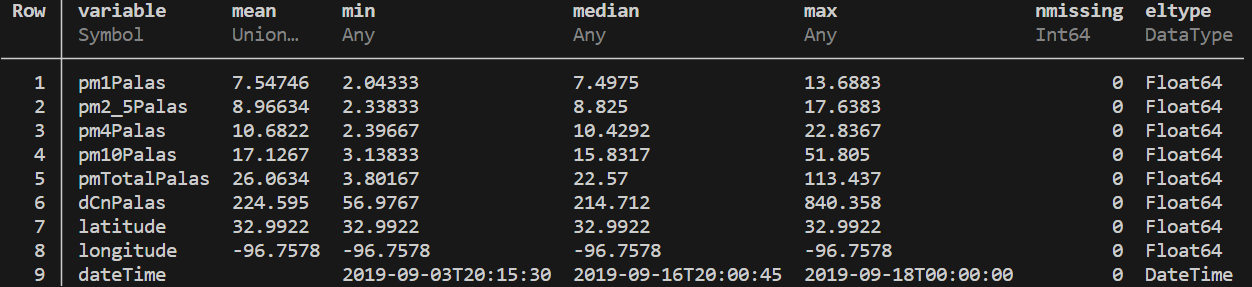 Row variable mean min median max nmissing eltype
Symbol Union… Any Any Any Int64 DataType
1 pm1Palas 7.54746 2.04333 7.4975 13.6883 0 Float64
2 pm2_5Palas 8.96634 2.33833 8.825 17.6383 0 Float64
3 pm4Palas 10.6822 2.39667 10.4292 22.8367 0 Float64
4 pm10Palas 17.1267 3.13833 15.8317 51.805 0 Float64
5 pmTotalPalas 26.0634 3.80167 22.57 113.437 0 Float64
6 dCnPalas 224.595 56.9767 214.712 840.358 0 Float64
7 latitude 32.9922 32.9922 32.9922 32.9922 0 Float64
8 longitude -96.7578 -96.7578 -96.7578 -96.7578 0 Float64
9 dateTime 2019-09-03T20:15:30 2019-09-16T20:00:45 2019-09-18T00:00:00 0 DateTime